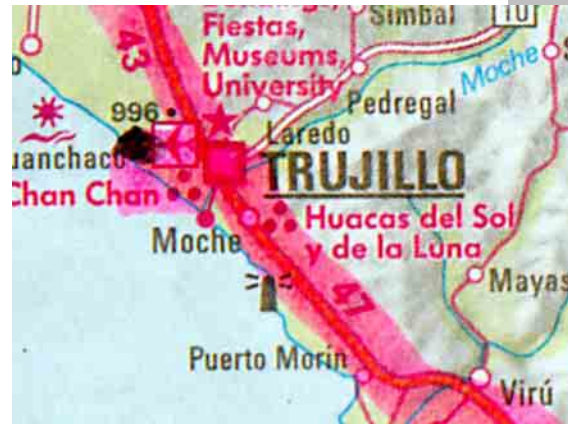 Fiestas,
Museums,
University
Simbal
10
43
Moche
Pedregal
996
Laredo
uanchaco
TRUJILLO
Chan Chan
Huacas del Sol
y de la Luna
Moche
Mayas
47
Puerto Morín
Virú